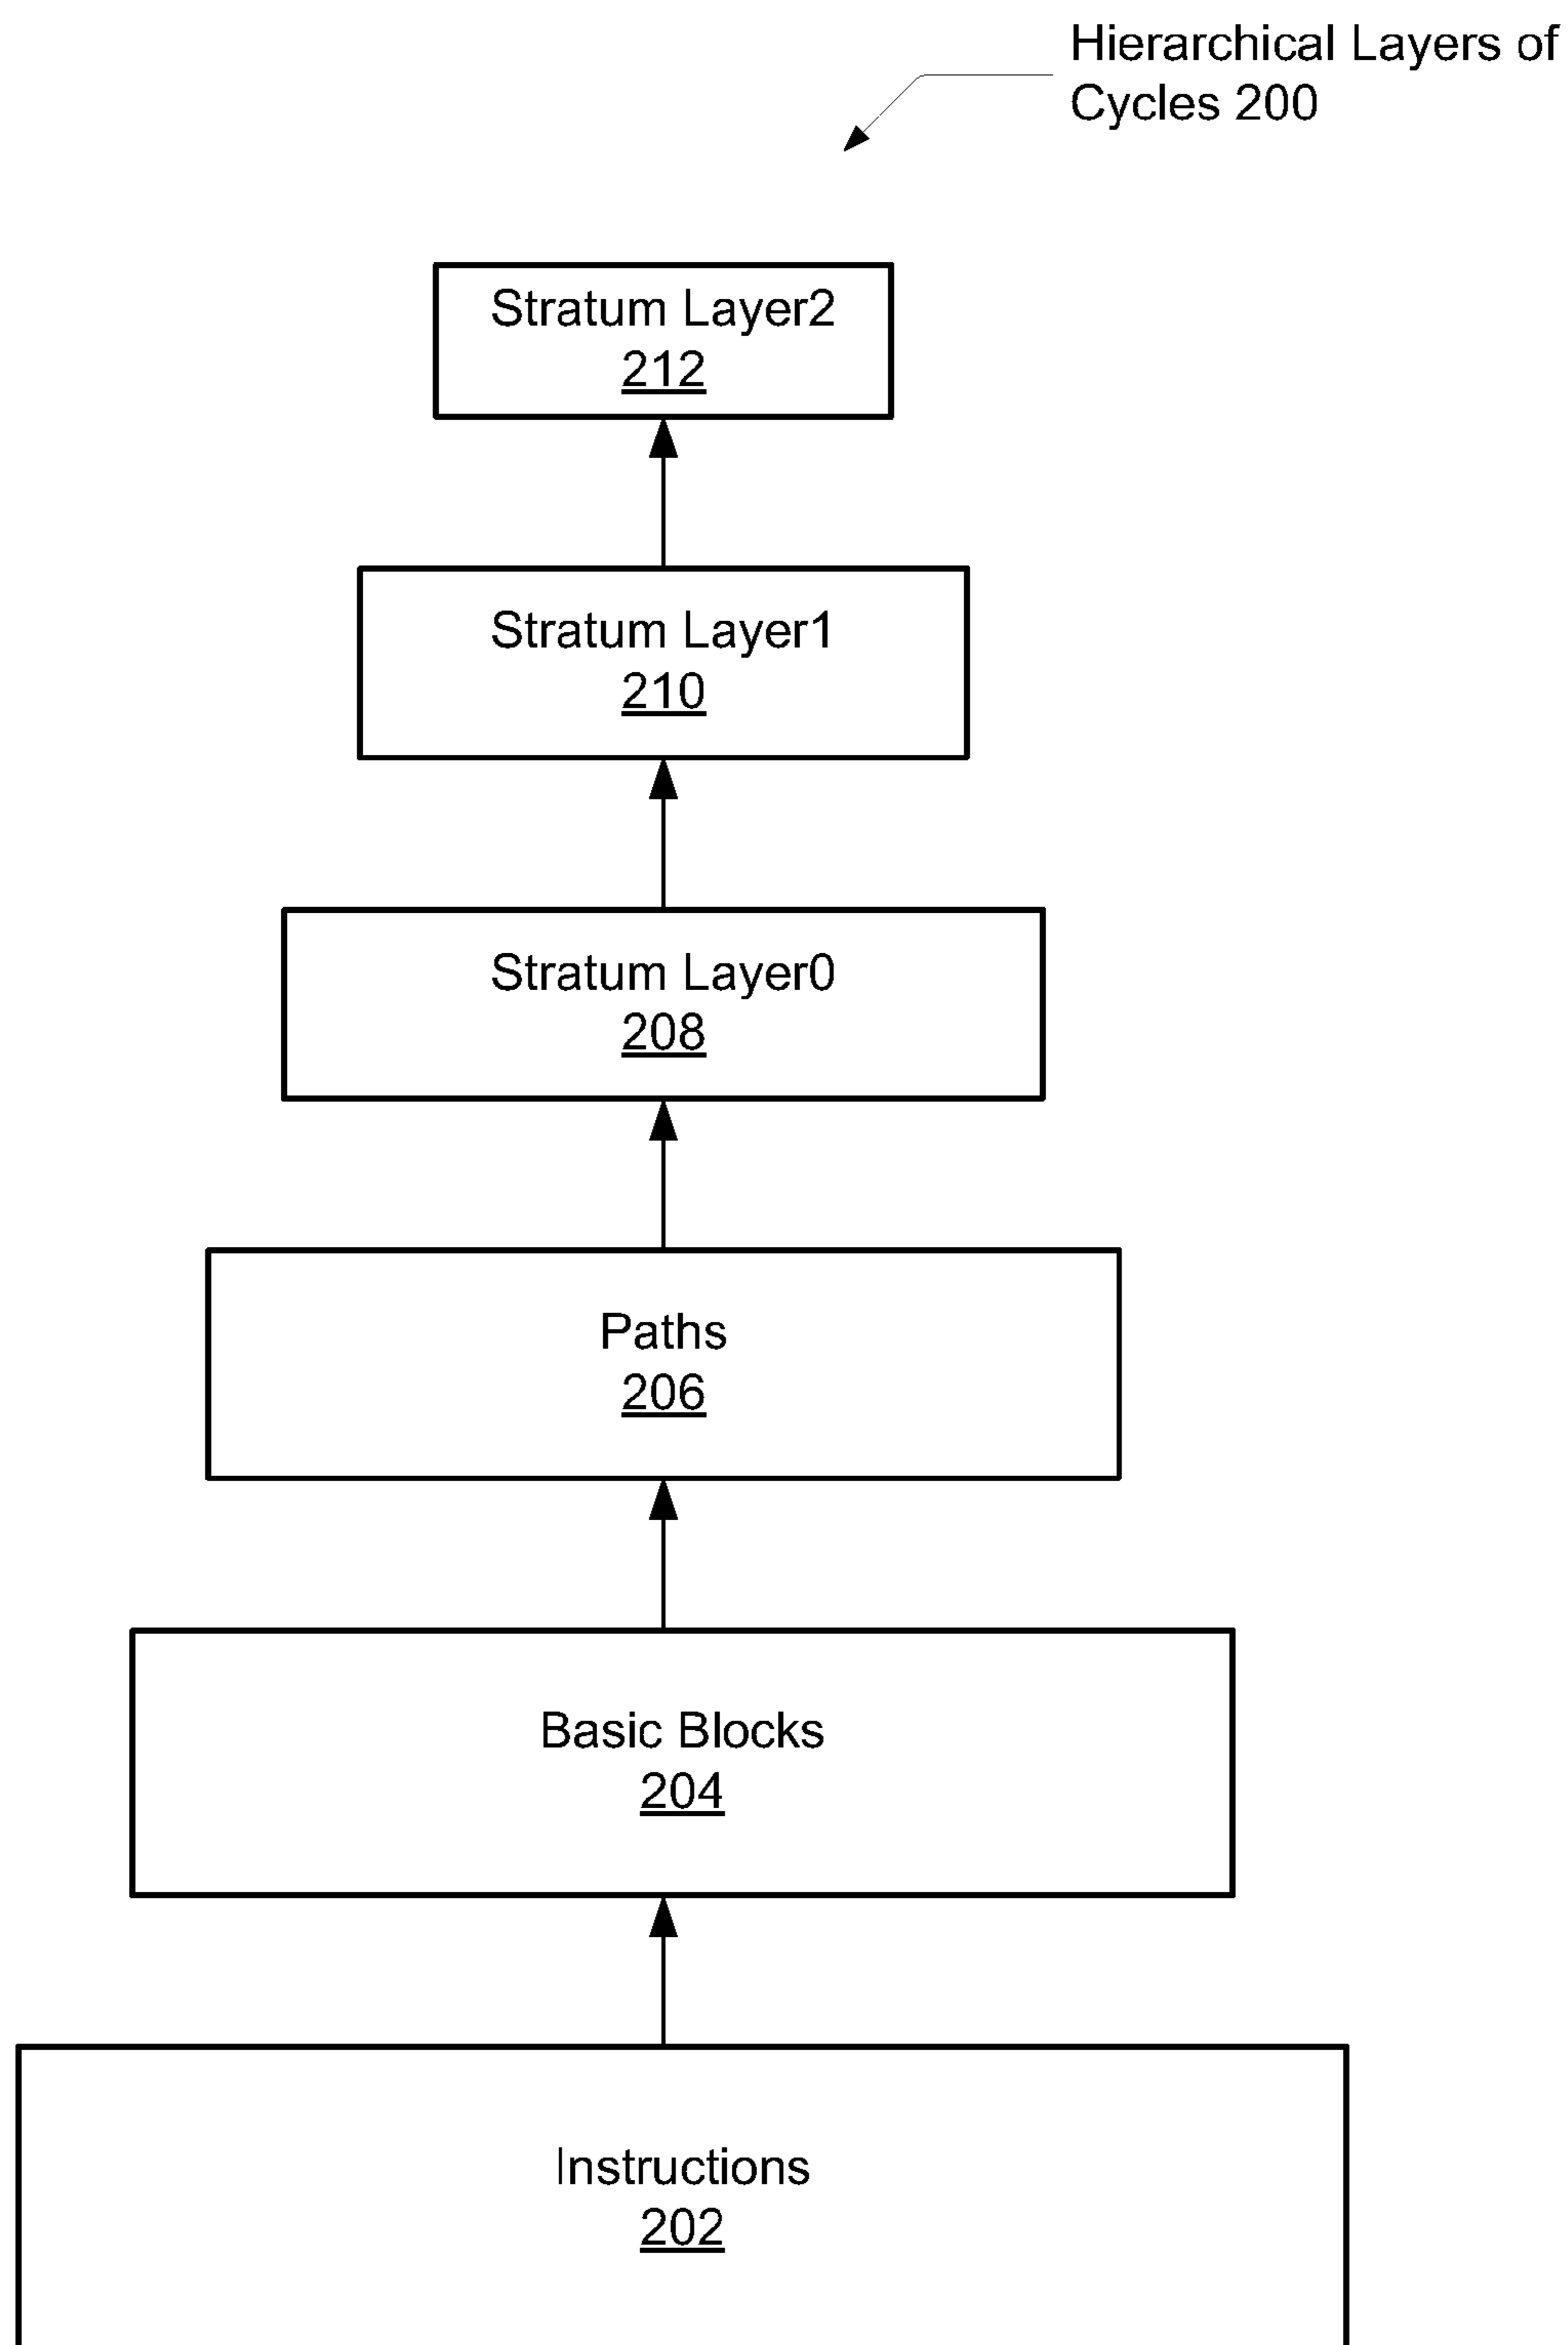 Hierarchical Layers of
Cycles 200
Stratum Layer2
212
Stratum Layer1
210
Stratum Layer0
208
Paths
206
Basic Blocks
204
Instructions
202